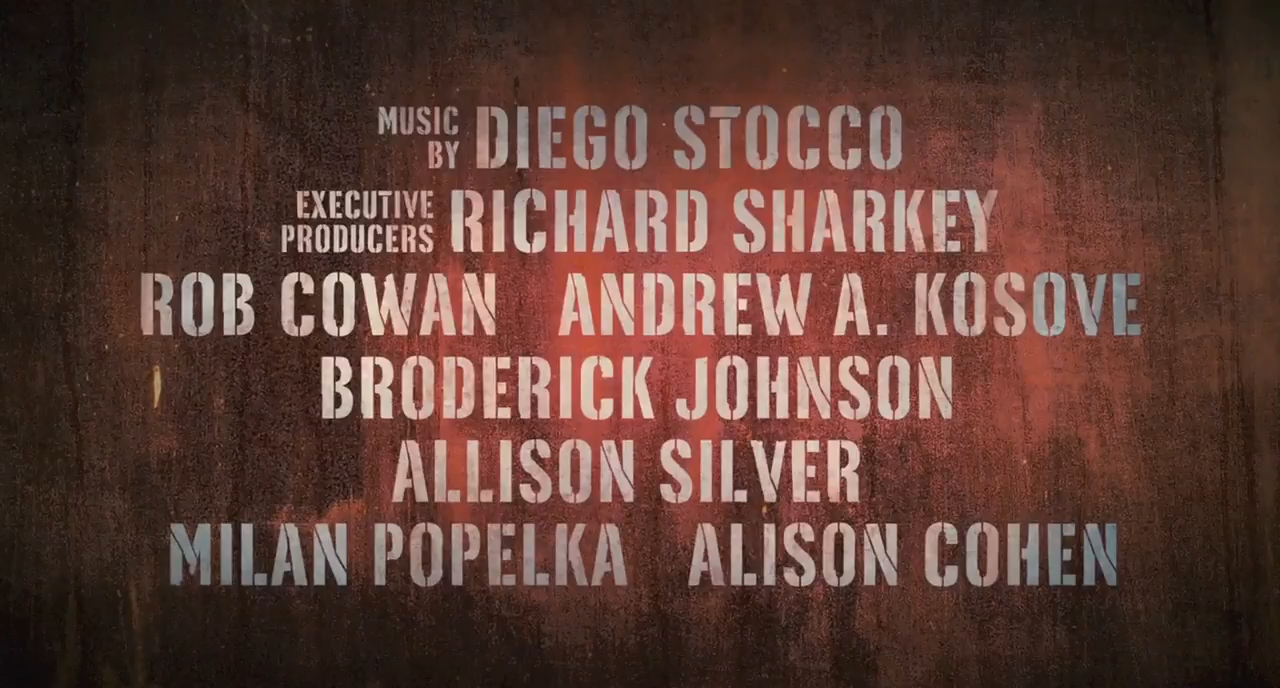 MUSIC BY DIEGO STOCCO
EXECUTIVE PRODUCERS RICHARD SHARKEY
ROB COWAN ANDREW A. KOSOVE
BRODERICK JOHNSON
ALLISON SILVER
MILAN POPELKA ALISON COHEN